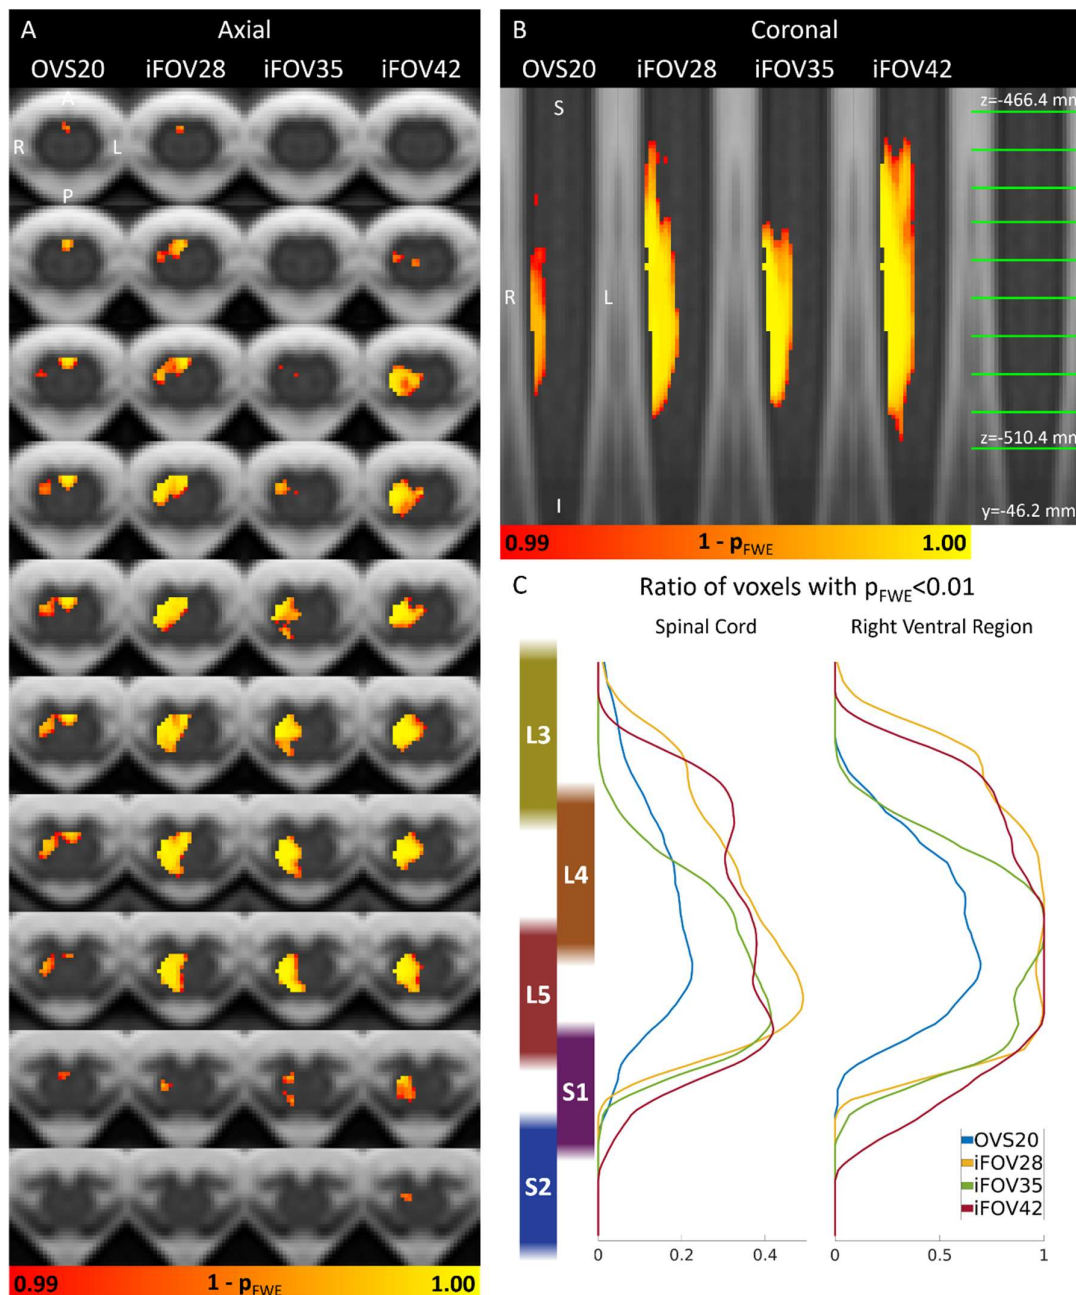 A
Axial
OVS20 iFOV28 iFOV35 iFOV42
A
R L
P
0.99 1 - pFWE 1.00
B
Coronal
OVS20 iFOV28 iFOV35 iFOV42
S
z=-466.4 mm
R L
z=-510.4 mm
I
y=-46.2 mm
0.99 1 - pFWE 1.00
C
Ratio of voxels with pFWE<0.01
Spinal Cord Right Ventral Region
L3
L4
L5
S1
S2
OVS20
iFOV28
iFOV35
iFOV42
0 0.2 0.4 0 0.5 1